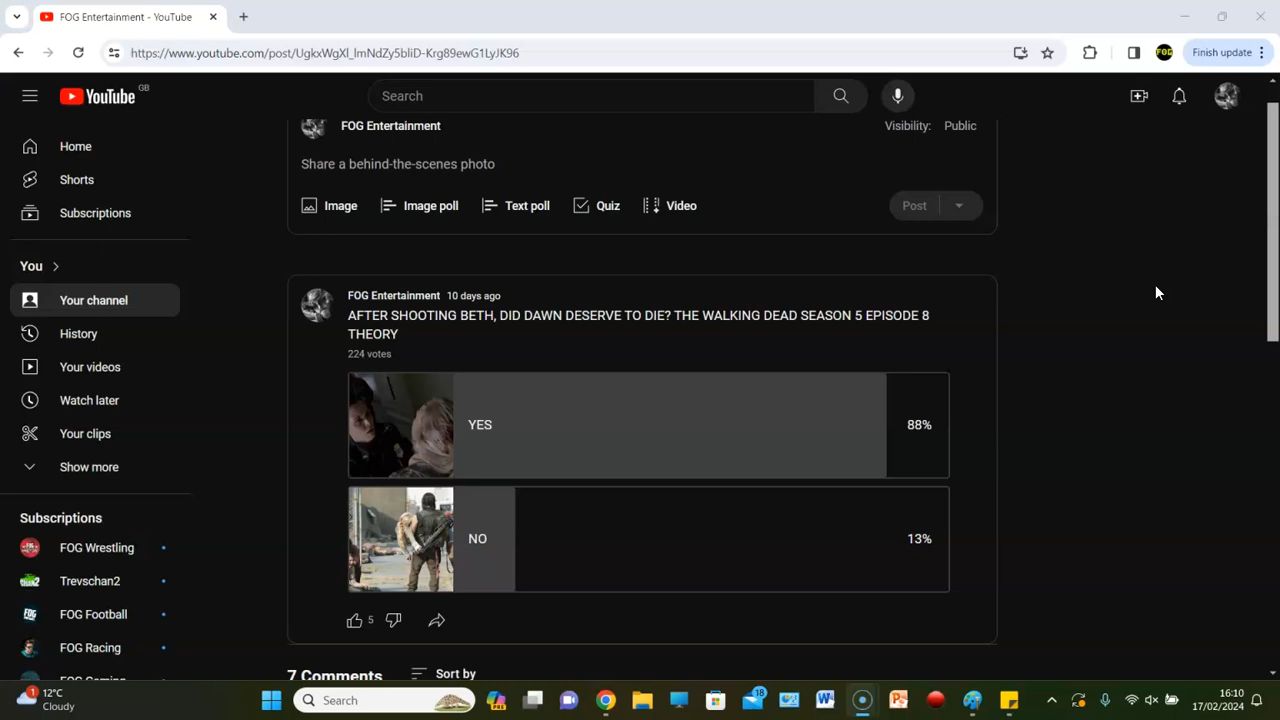 FOG Entertainment - YouTube
https://www.youtube.com/post/UgkxWgXl_lmNdZy5bliD-Krg89ewG1LyJK96
Finish update
YouTube GB
Search
Home
Shorts
Subscriptions
You
Your channel
History
Your videos
Watch later
Your clips
Show more
Subscriptions
FOG Wrestling
Trevschan2
FOG Football
FOG Racing
FOG Entertainment
Visibility: Public
Share a behind-the-scenes photo
Image Image poll Text poll Quiz Video Post
FOG Entertainment 10 days ago
AFTER SHOOTING BETH, DID DAWN DESERVE TO DIE? THE WALKING DEAD SEASON 5 EPISODE 8
THEORY
224 votes
YES 88%
NO 13%
5
7 Comments Sort by
1 12°C
Cloudy
Search
18
16:10
17/02/2024